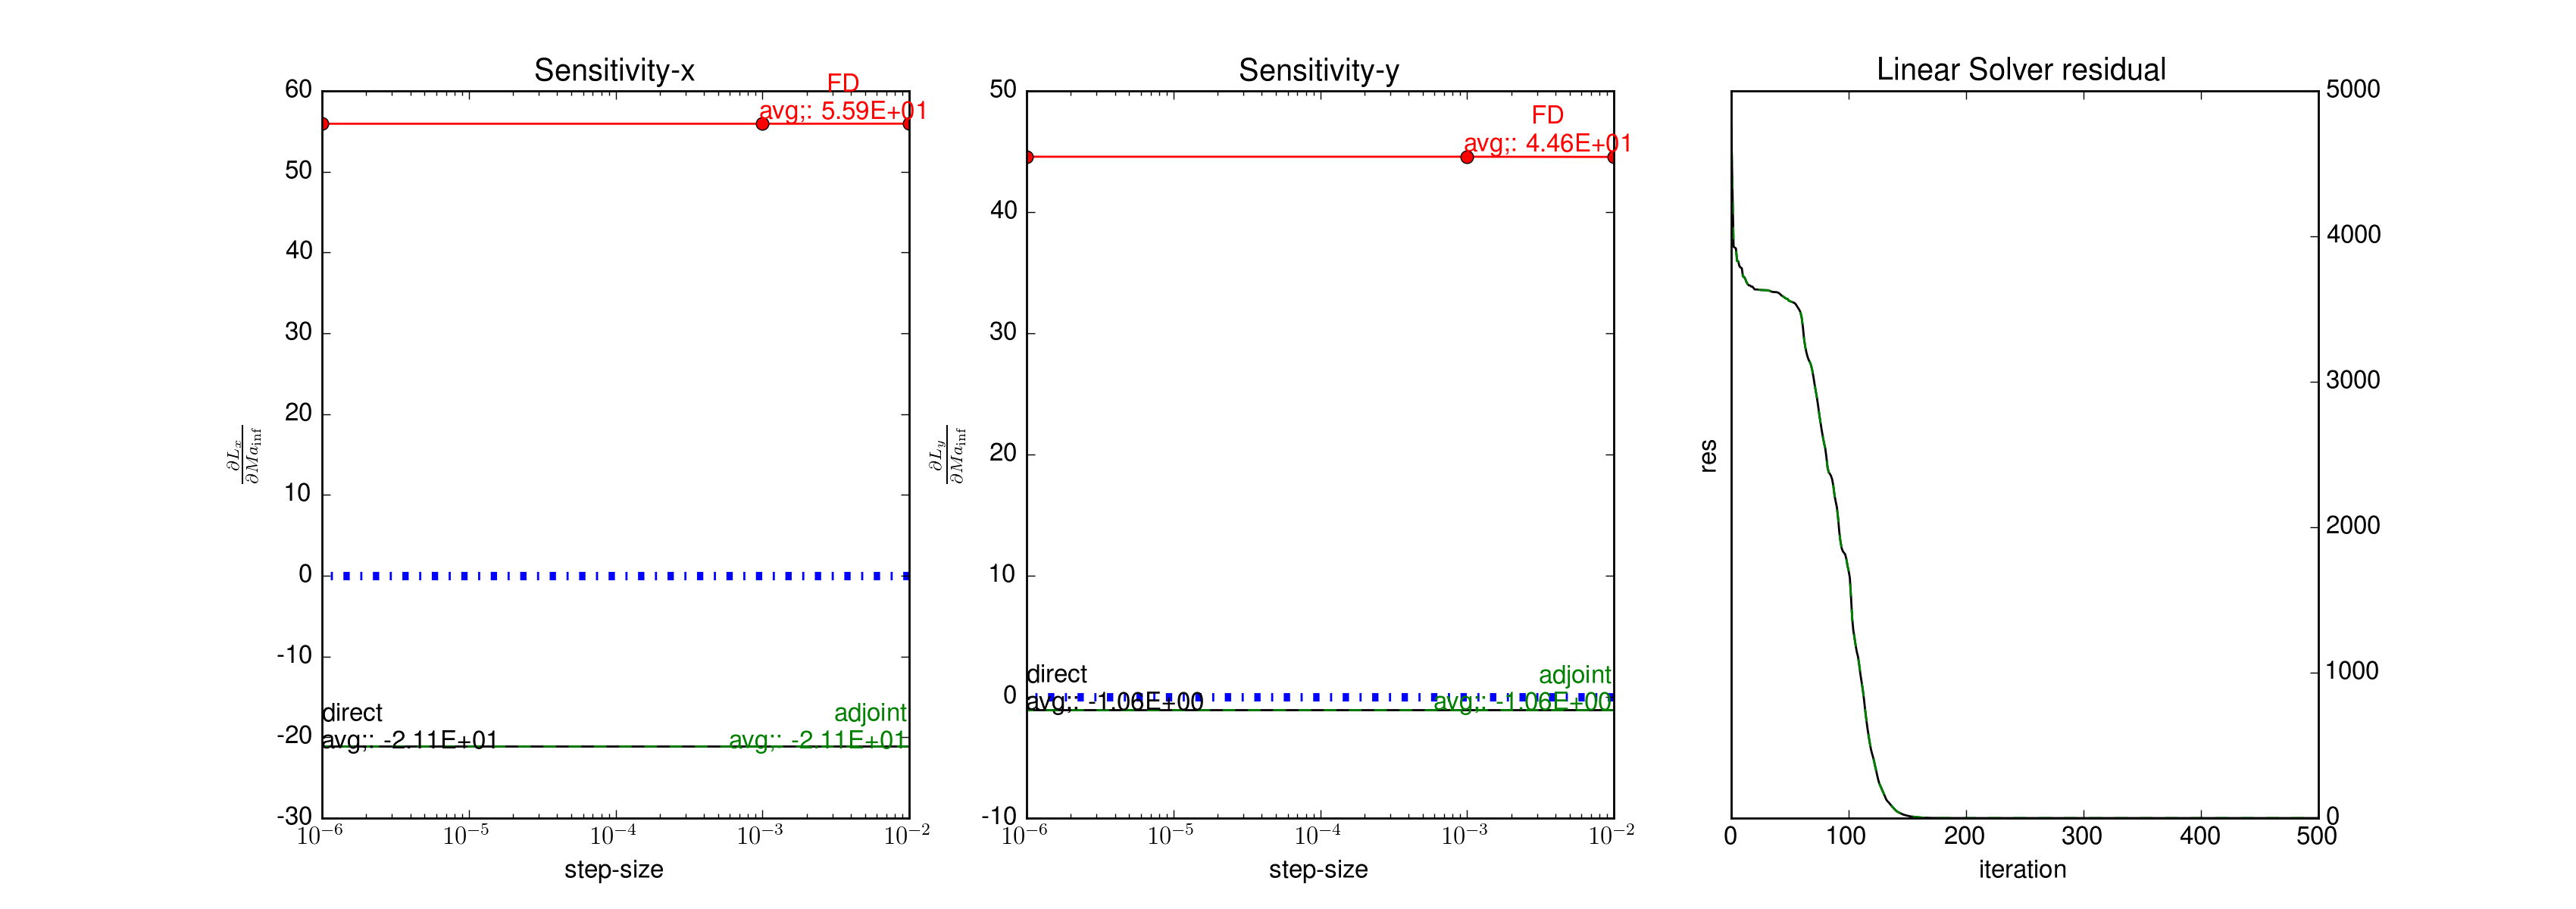 Sensitivity-x
FD
avg;: 5.59E+01
60
50
40
30
20
10
0
-10
-20
-30
∂L_x
∂Ma_inf
direct
avg;: -2.11E+01
adjoint
avg;: -2.11E+01
10^-6
10^-5
10^-4
10^-3
10^-2
step-size
Sensitivity-y
FD
avg;: 4.46E+01
50
40
30
20
10
0
-10
∂L_y
∂Ma_inf
direct
avg;: -1.06E+00
adjoint
avg;: -1.06E+00
10^-6
10^-5
10^-4
10^-3
10^-2
step-size
Linear Solver residual
res
5000
4000
3000
2000
1000
0
0
100
200
300
400
500
iteration